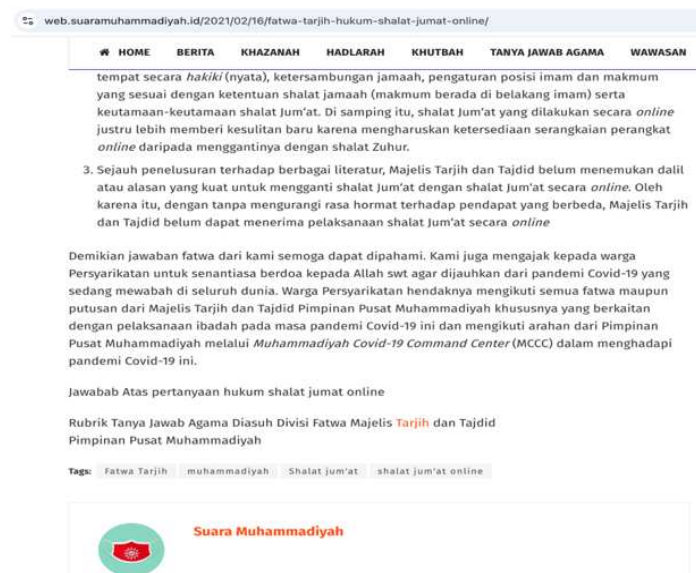 web.suaramuhammadiyah.id/2021/02/16/fatwa-tarjih-hukum-shalat-jumat-online/
HOME BERITA KHAZANAH HADLARAH KHUTBAH TANYA JAWAB AGAMA WAWASAN
tempat secara hakiki (nyata), ketersambungan jamaah, pengaturan posisi imam dan makmum
yang sesuai dengan ketentuan shalat jamaah (makmum berada di belakang imam) serta
keutamaan-keutamaan shalat Jum'at. Di samping itu, shalat Jum'at yang dilakukan secara online
justru lebih memberi kesulitan baru karena mengharuskan ketersediaan serangkaian perangkat
online daripada menggantinya dengan shalat Zuhur.
3. Sejauh penelusuran terhadap berbagai literatur, Majelis Tarjih dan Tajdid belum menemukan dalil
atau alasan yang kuat untuk mengganti shalat Jum'at dengan shalat Jum'at secara online. Oleh
karena itu, dengan tanpa mengurangi rasa hormat terhadap pendapat yang berbeda, Majelis Tarjih
dan Tajdid belum dapat menerima pelaksanaan shalat Jum'at secara online
Demikian jawaban fatwa dari kami semoga dapat dipahami. Kami juga mengajak kepada warga
Persyarikatan untuk senantiasa berdoa kepada Allah swt agar dijauhkan dari pandemi Covid-19 yang
sedang mewabah di seluruh dunia. Warga Persyarikatan hendaknya mengikuti semua fatwa maupun
putusan dari Majelis Tarjih dan Tajdid Pimpinan Pusat Muhammadiyah khususnya yang berkaitan
dengan pelaksanaan ibadah pada masa pandemi Covid-19 ini dan mengikuti arahan dari Pimpinan
Pusat Muhammadiyah melalui Muhammadiyah Covid-19 Command Center (MCCC) dalam menghadapi
pandemi Covid-19 ini.
Jawabab Atas pertanyaan hukum shalat jumat online
Rubrik Tanya Jawab Agama Diasuh Divisi Fatwa Majelis Tarjih dan Tajdid
Pimpinan Pusat Muhammadiyah
Tags: Fatwa Tarjih muhammadiyah Shalat jum'at shalat jum'at online
Suara Muhammadiyah